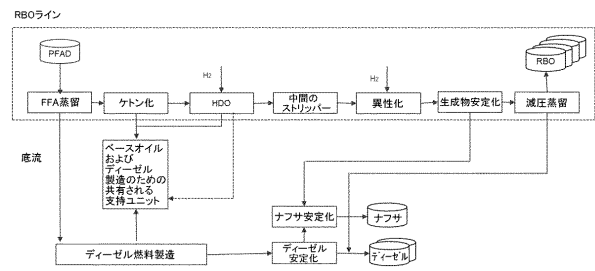 RBOライン
PFAD
RBO
H2
H2
FFA蒸留
ケトン化
HDO
中間の
ストリッパー
異性化
生成物安定化
減圧蒸留
底流
ベースオイル
および
ディーゼル
製造のための
共有される
支持ユニット
ナフサ安定化
ナフサ
ディーゼル燃料製造
ディーゼル
安定化
ディーゼル